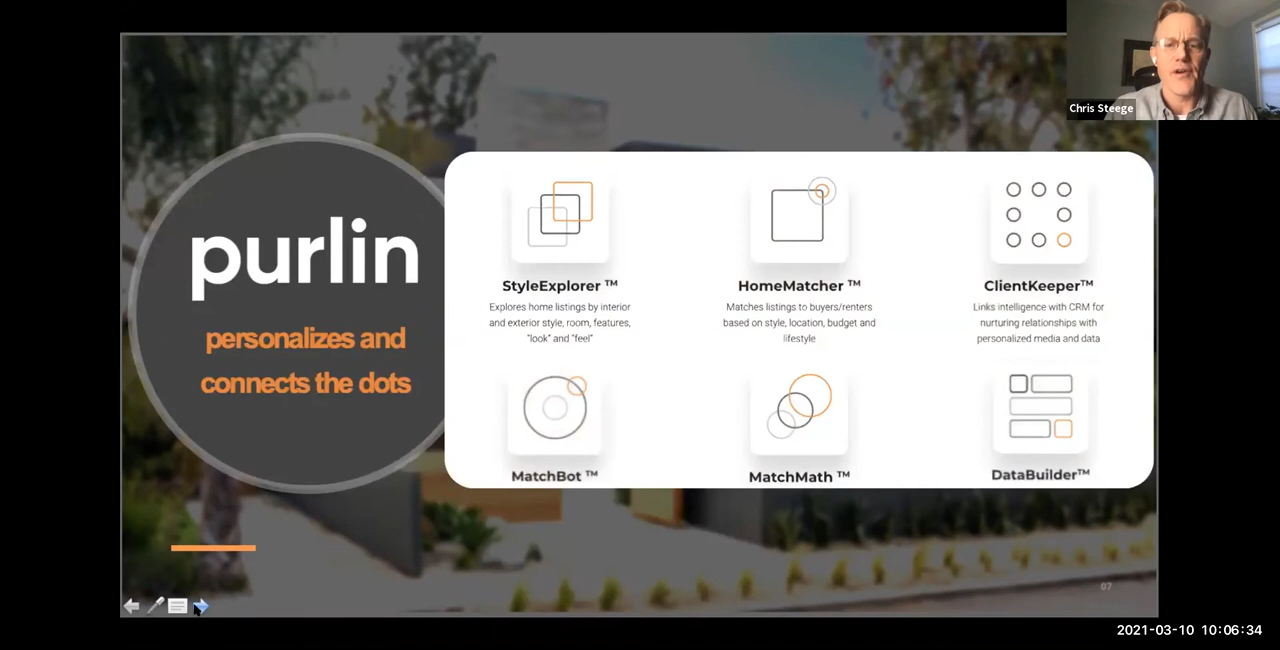 Chris Steege
purlin
personalizes and
connects the dots
StyleExplorer ™
Explores home listings by interior
and exterior style, room, features,
"look" and "feel"
HomeMatcher ™
Matches listings to buyers/renters
based on style, location, budget and
lifestyle
ClientKeeper™
Links intelligence with CRM for
nurturing relationships with
personalized media and data
MatchBot ™
MatchMath ™
DataBuilder™
07
2021-03-10 10:06:34